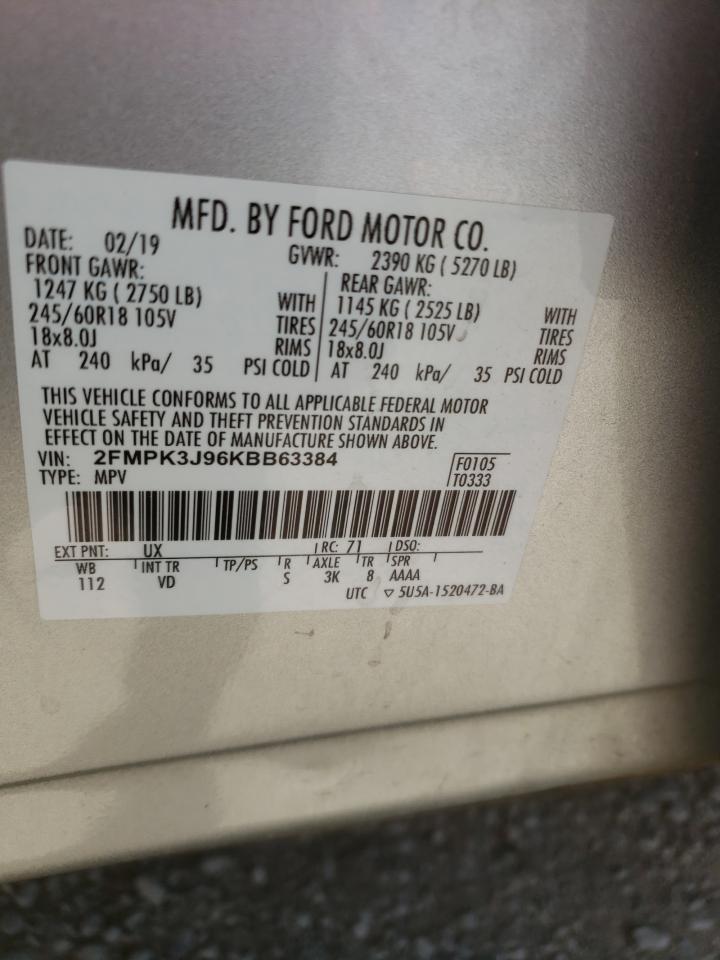 MFD. BY FORD MOTOR CO.
DATE: 02/19 GVWR: 2390 KG ( 5270 LB)
FRONT GAWR: REAR GAWR:
1247 KG ( 2750 LB) WITH 1145 KG ( 2525 LB) WITH
245/60R18 105V TIRES 245/60R18 105V TIRES
18x8.0J RIMS 18x8.0J RIMS
AT 240 kPa/ 35 PSI COLD AT 240 kPa/ 35 PSI COLD
THIS VEHICLE CONFORMS TO ALL APPLICABLE FEDERAL MOTOR
VEHICLE SAFETY AND THEFT PREVENTION STANDARDS IN
EFFECT ON THE DATE OF MANUFACTURE SHOWN ABOVE.
VIN: 2FMPK3J96KBB63384 F0105
TYPE: MPV T0333
EXT PNT: UX RC: 71 DSO:
WB INT TR TP/PS R AXLE TR SPR
112 VD S 3K 8 AAAA
UTC ▽ 5U5A-1520472-BA